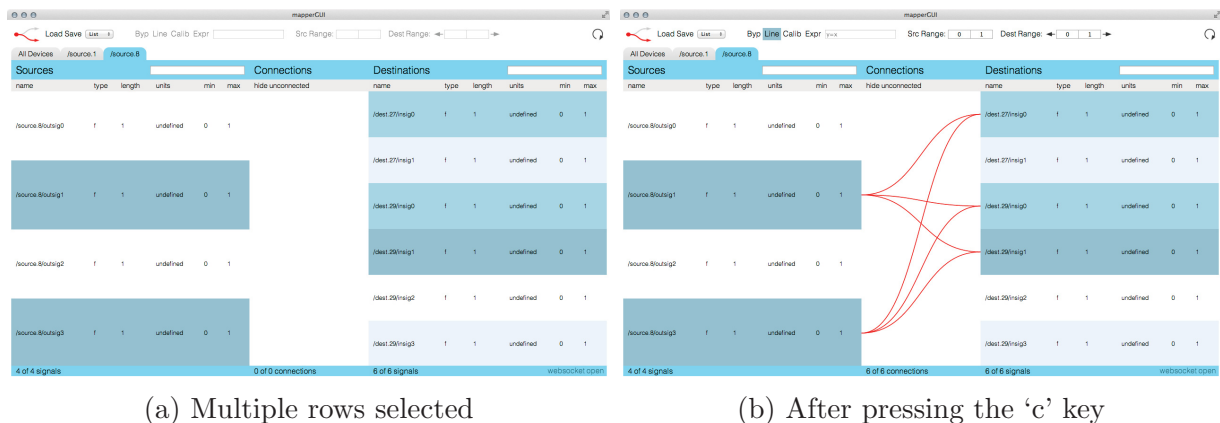 mapperGUI
Load Save List Byp Line Calib Expr Src Range: Dest Range:
All Devices /source.1 /source.8
Sources Connections Destinations
name type length units min max hide unconnected name type length units min max
/dest.27/insig0 f 1 undefined 0 1
/source.8/outsig0 f 1 undefined 0 1
/dest.27/insig1 f 1 undefined 0 1
/source.8/outsig1 f 1 undefined 0 1
/dest.29/insig0 f 1 undefined 0 1
/dest.29/insig1 f 1 undefined 0 1
/source.8/outsig2 f 1 undefined 0 1
/dest.29/insig2 f 1 undefined 0 1
/source.8/outsig3 f 1 undefined 0 1
/dest.29/insig3 f 1 undefined 0 1
4 of 4 signals 0 of 0 connections 6 of 6 signals websocket open
(a) Multiple rows selected
mapperGUI
Load Save List Byp Line Calib Expr y=x Src Range: 0 1 Dest Range: 0 1
All Devices /source.1 /source.8
Sources Connections Destinations
name type length units min max hide unconnected name type length units min max
/dest.27/insig0 f 1 undefined 0 1
/source.8/outsig0 f 1 undefined 0 1
/dest.27/insig1 f 1 undefined 0 1
/source.8/outsig1 f 1 undefined 0 1
/dest.29/insig0 f 1 undefined 0 1
/dest.29/insig1 f 1 undefined 0 1
/source.8/outsig2 f 1 undefined 0 1
/dest.29/insig2 f 1 undefined 0 1
/source.8/outsig3 f 1 undefined 0 1
/dest.29/insig3 f 1 undefined 0 1
4 of 4 signals 6 of 6 connections 6 of 6 signals websocket open
(b) After pressing the ‘c’ key